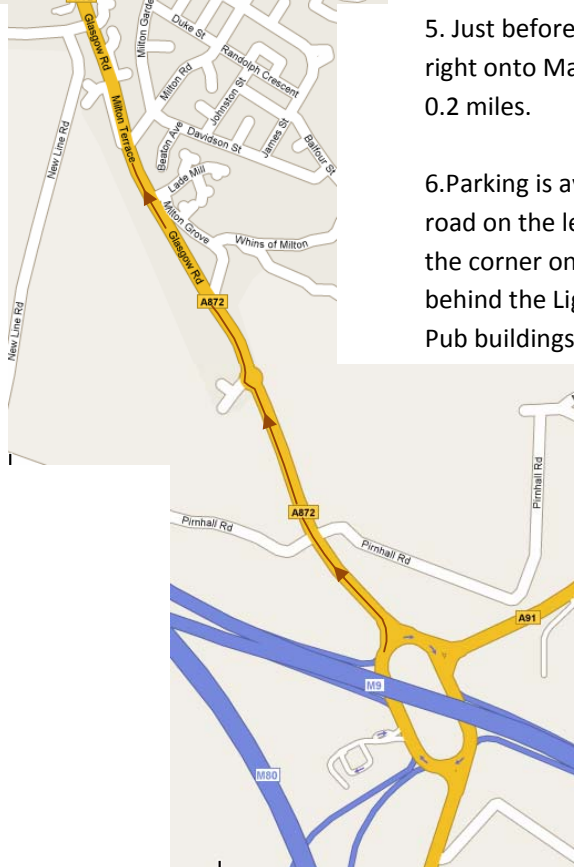 5. Just before
right onto Ma
0.2 miles.
6.Parking is av
road on the le
the corner on
behind the Lig
Pub buildings
Glasgow Rd
Milton Garde
Duke St
Randolph Crescent
Milton Rd
Johnston St
Milton Terrace
Beaton Ave
Davidson St
James St
Balfour St
New Line Rd
Lade Mill
Milton Grove
Whins of Milton
Glasgow Rd
A872
New Line Rd
Pirnhall Rd
A872
Pirnhall Rd
Pirnhall Rd
A91
M9
M80